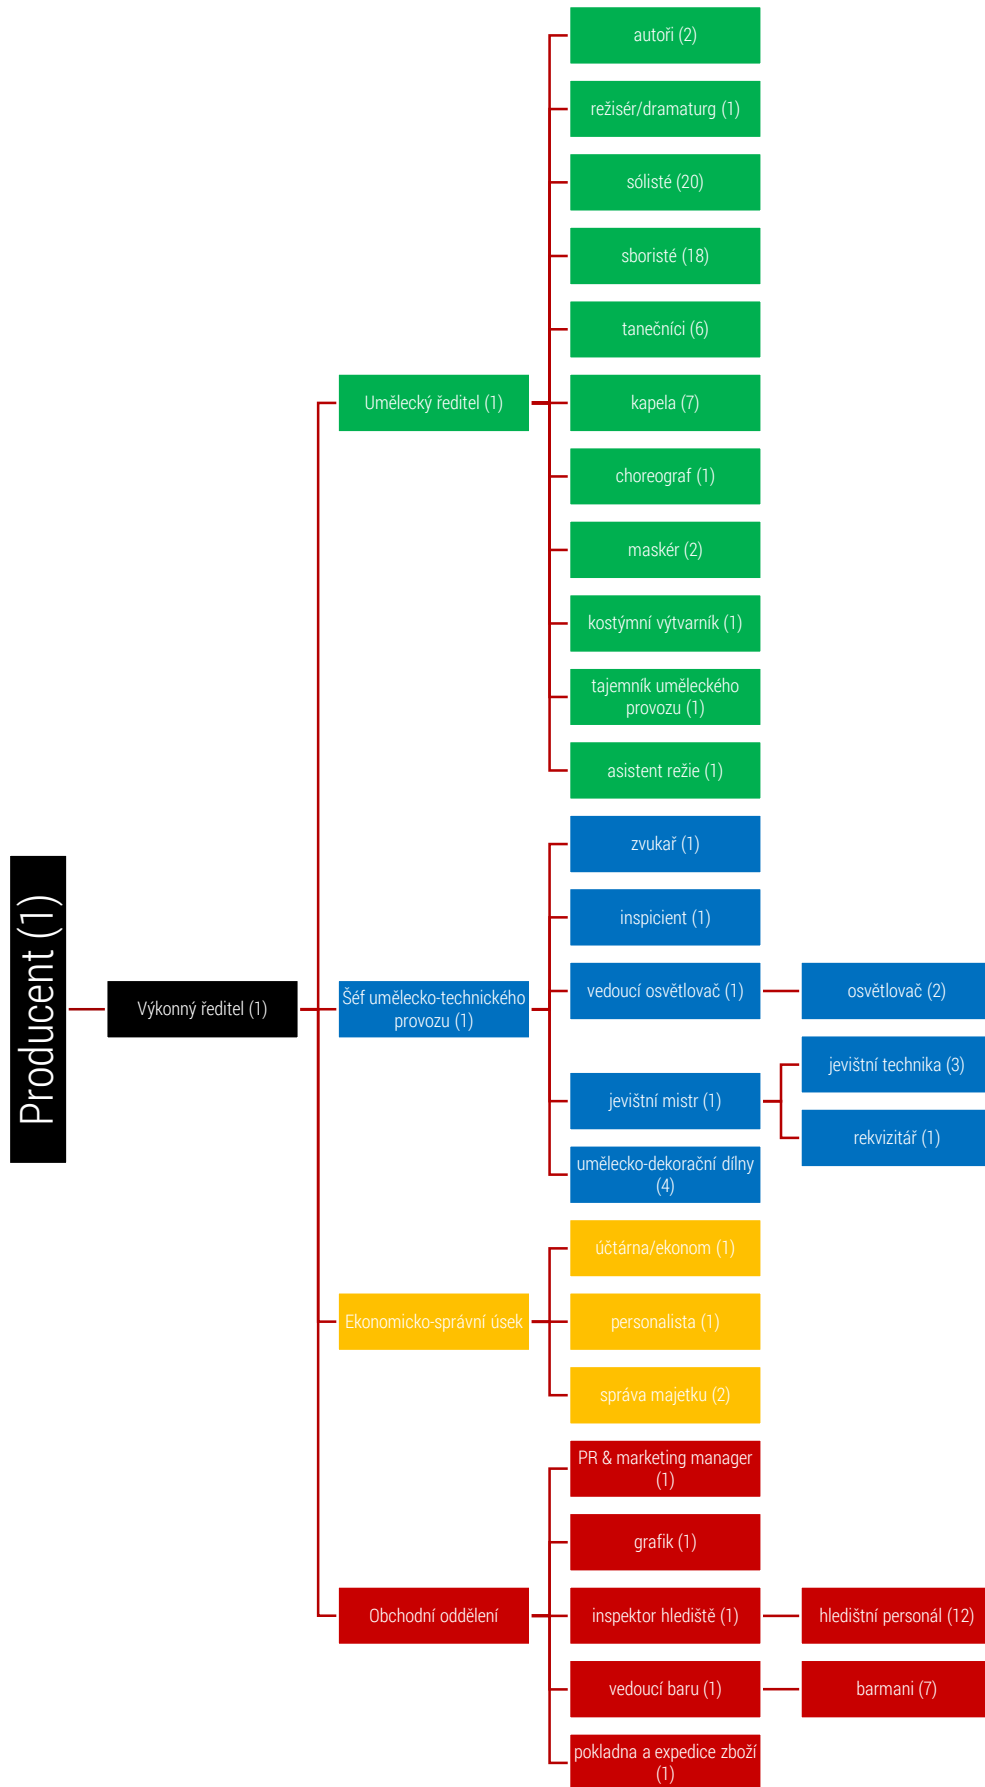 Producent (1)
Výkonný ředitel (1)
Umělecký ředitel (1)
autoři (2)
režisér/dramaturg (1)
sólisté (20)
sboristé (18)
tanečníci (6)
kapela (7)
choreograf (1)
maskér (2)
kostýmní výtvarník (1)
tajemník uměleckého
provozu (1)
asistent režie (1)
Šéf umělecko-technického
provozu (1)
zvukař (1)
inspicient (1)
vedoucí osvětlovač (1)
osvětlovač (2)
jevištní mistr (1)
jevištní technika (3)
rekvizitář (1)
umělecko-dekorační dílny
(4)
Ekonomicko-správní úsek
účtárna/ekonom (1)
personalista (1)
správa majetku (2)
Obchodní oddělení
PR & marketing manager
(1)
grafik (1)
inspektor hlediště (1)
hledištní personál (12)
vedoucí baru (1)
barmani (7)
pokladna a expedice zboží
(1)